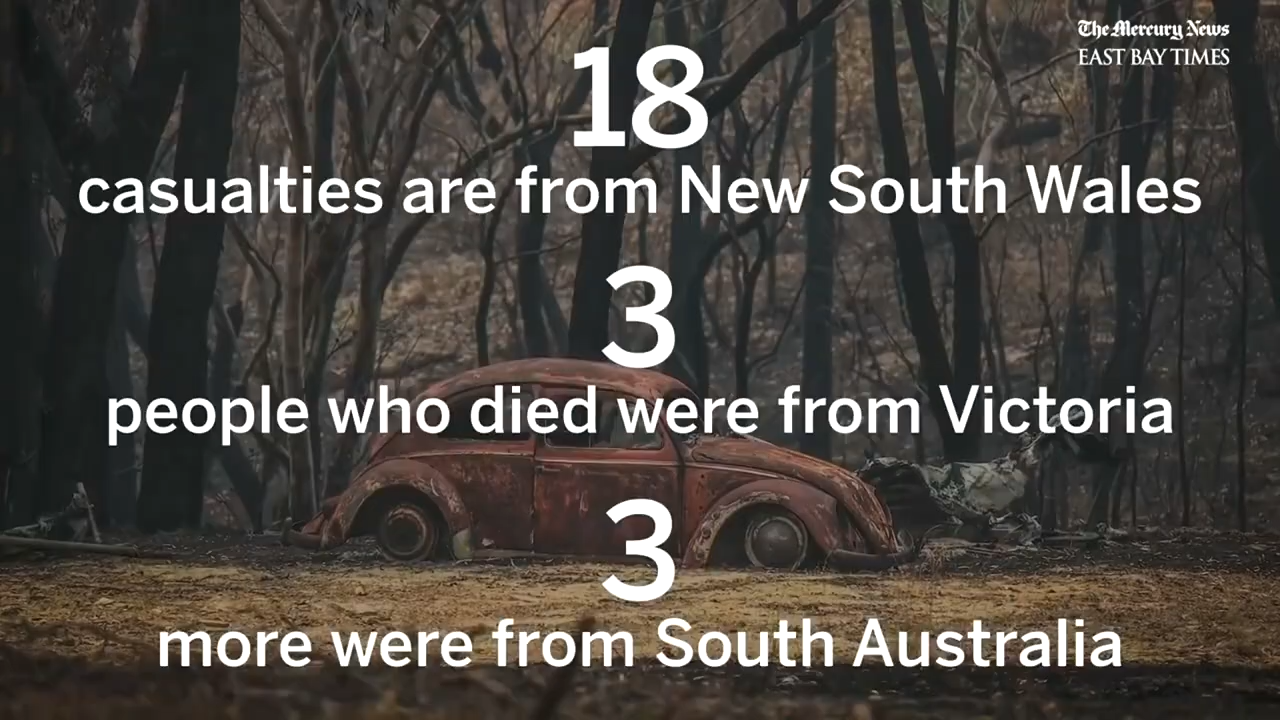 The Mercury News
EAST BAY TIMES
18
casualties are from New South Wales
3
people who died were from Victoria
3
more were from South Australia